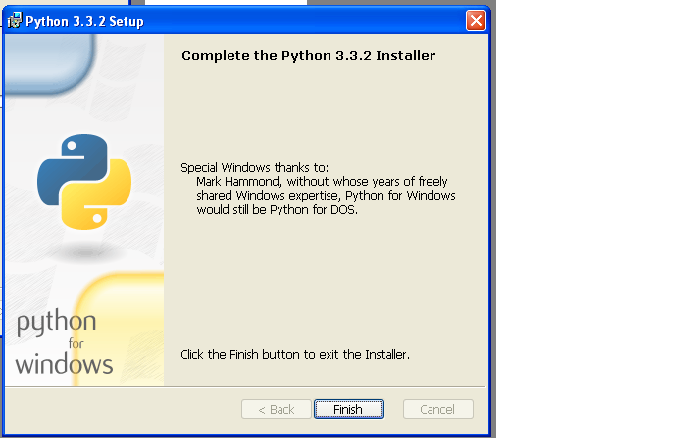 Python 3.3.2 Setup
Complete the Python 3.3.2 Installer
Special Windows thanks to:
Mark Hammond, without whose years of freely
shared Windows expertise, Python for Windows
would still be Python for DOS.
python
for
windows
Click the Finish button to exit the Installer.
< Back
Finish
Cancel